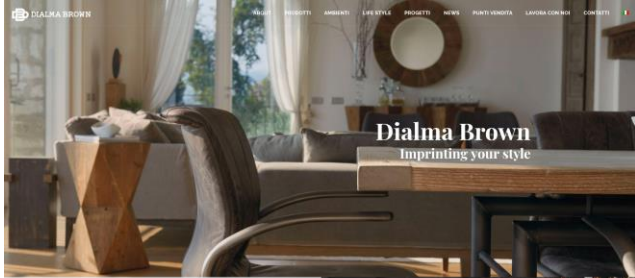 DIALMA BROWN
ABOUT PRODOTTI AMBIENTI LIFE STYLE PROGETTI NEWS PUNTI VENDITA LAVORA CON NOI CONTATTI
Dialma Brown
Imprinting your style